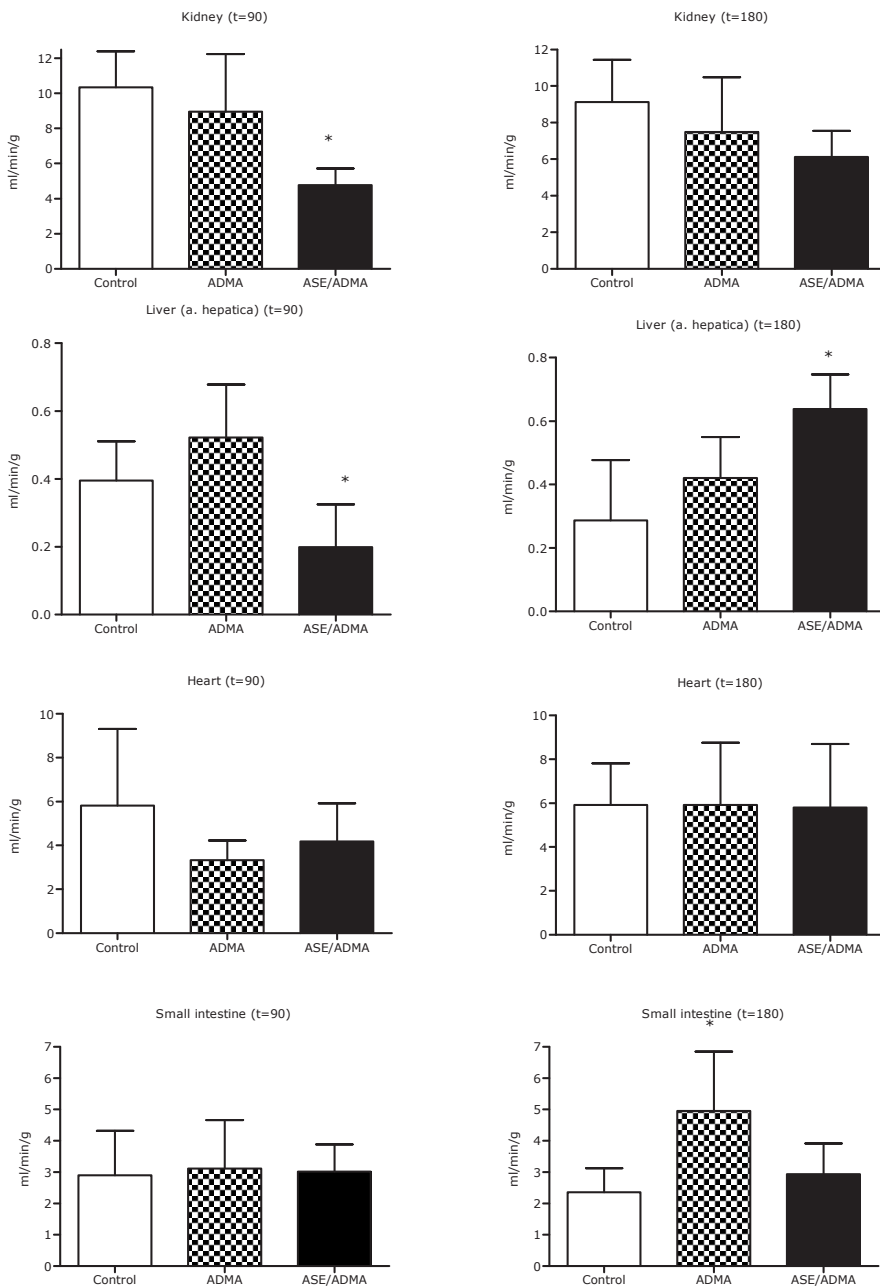 Kidney (t=90)
12
10
8
6
4
2
0
ml/min/g
*
Control
ADMA
ASE/ADMA
Kidney (t=180)
12
10
8
6
4
2
0
ml/min/g
Control
ADMA
ASE/ADMA
Liver (a. hepatica) (t=90)
0.8
0.6
0.4
0.2
0.0
ml/min/g
*
Control
ADMA
ASE/ADMA
Liver (a. hepatica) (t=180)
0.8
0.6
0.4
0.2
0.0
ml/min/g
*
Control
ADMA
ASE/ADMA
Heart (t=90)
10
8
6
4
2
0
ml/min/g
Control
ADMA
ASE/ADMA
Heart (t=180)
10
8
6
4
2
0
ml/min/g
Control
ADMA
ASE/ADMA
Small intestine (t=90)
7
6
5
4
3
2
1
0
ml/min/g
Control
ADMA
ASE/ADMA
Small intestine (t=180)
*
7
6
5
4
3
2
1
0
ml/min/g
Control
ADMA
ASE/ADMA